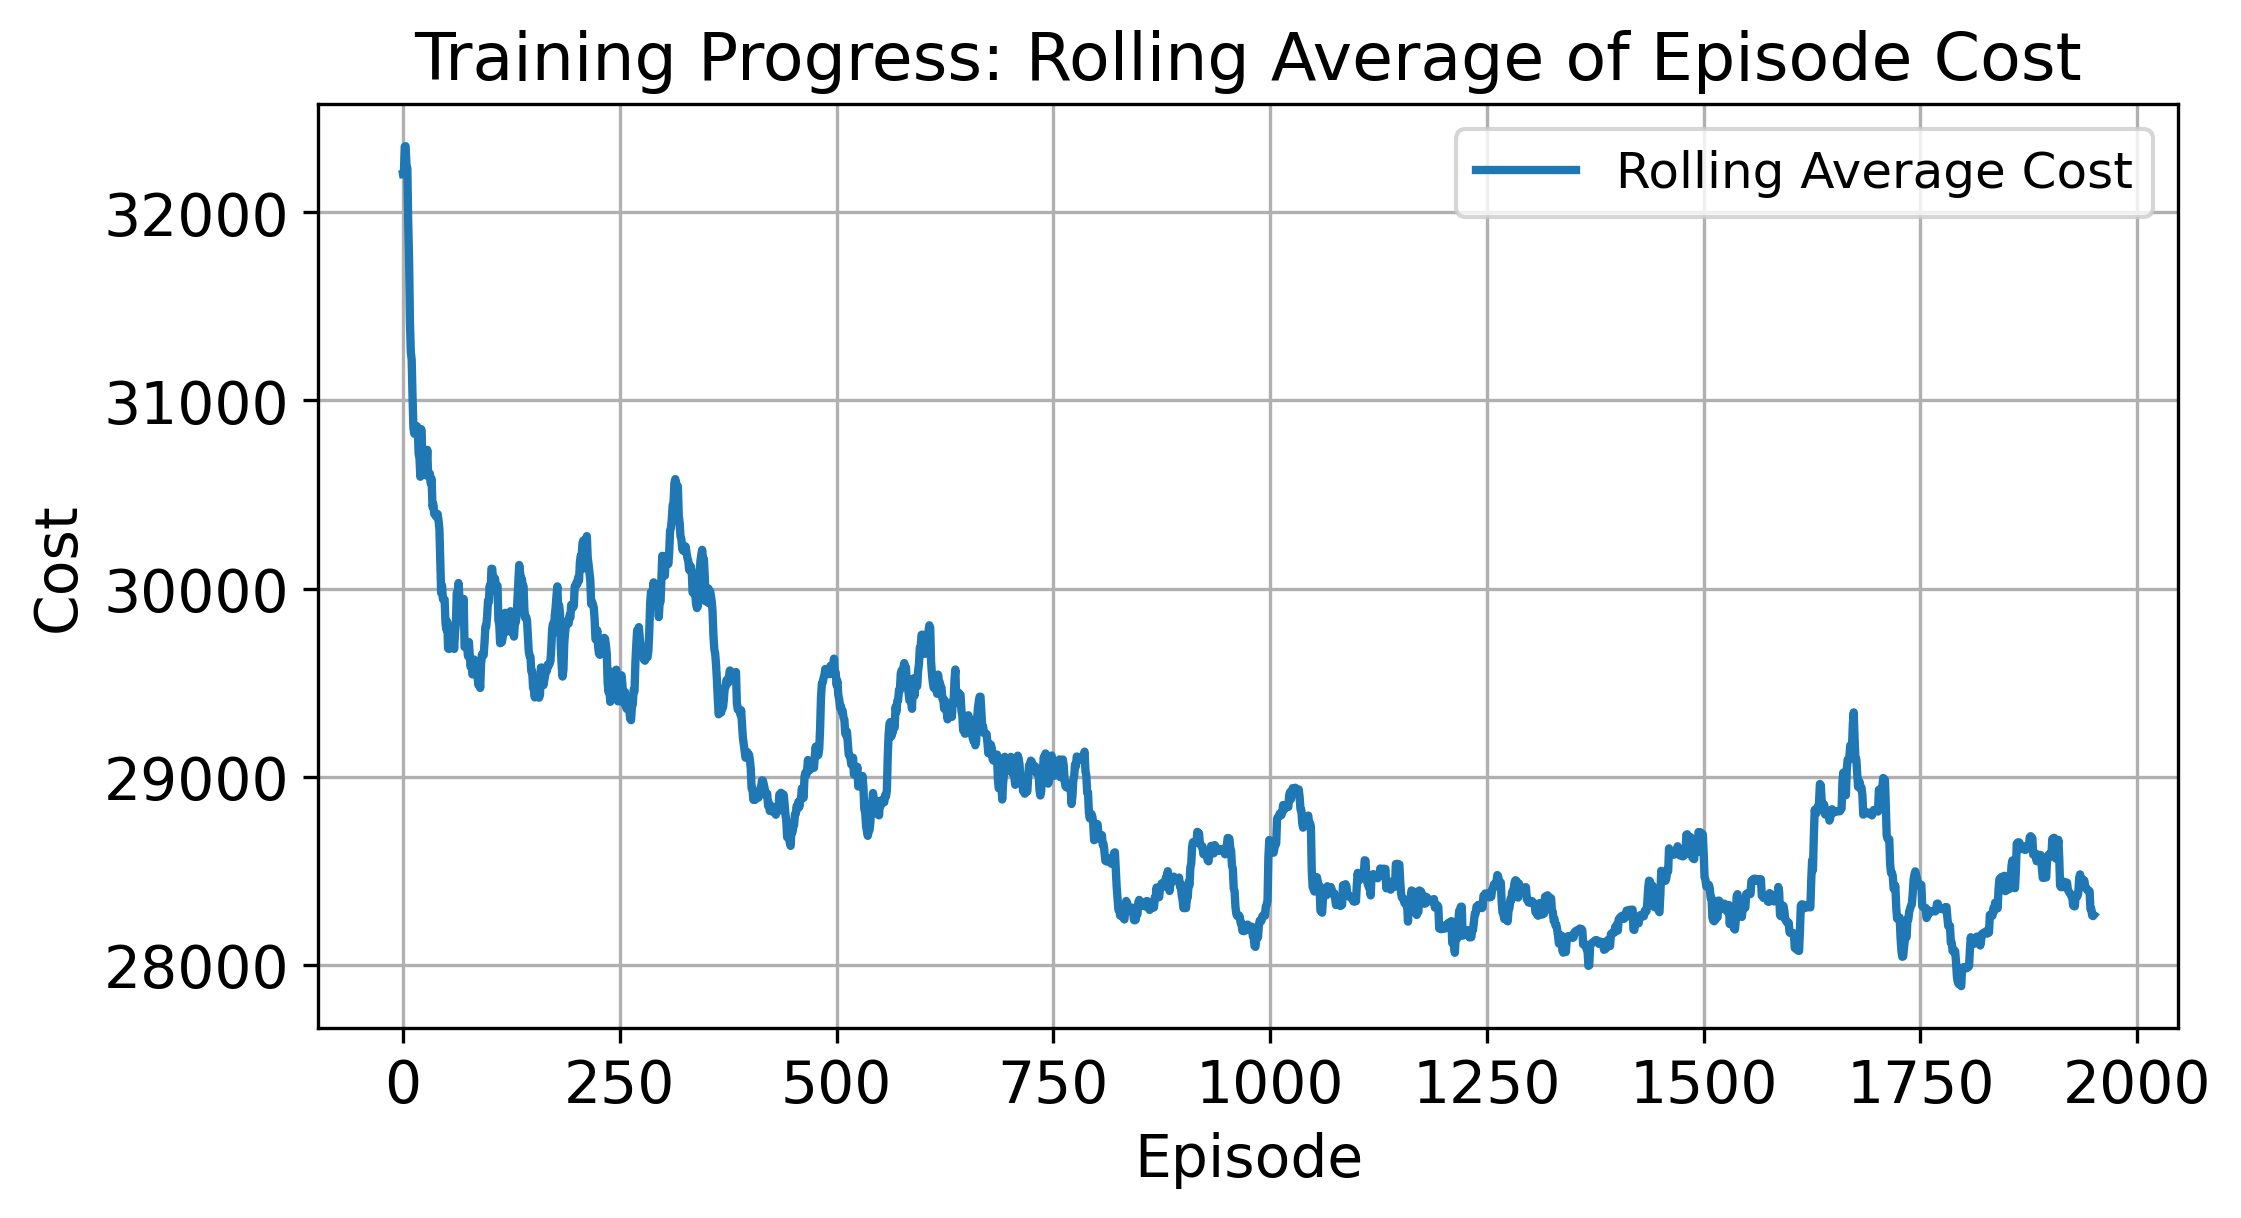 Training Progress: Rolling Average of Episode Cost
Rolling Average Cost
Cost
32000
31000
30000
29000
28000
0 250 500 750 1000 1250 1500 1750 2000
Episode